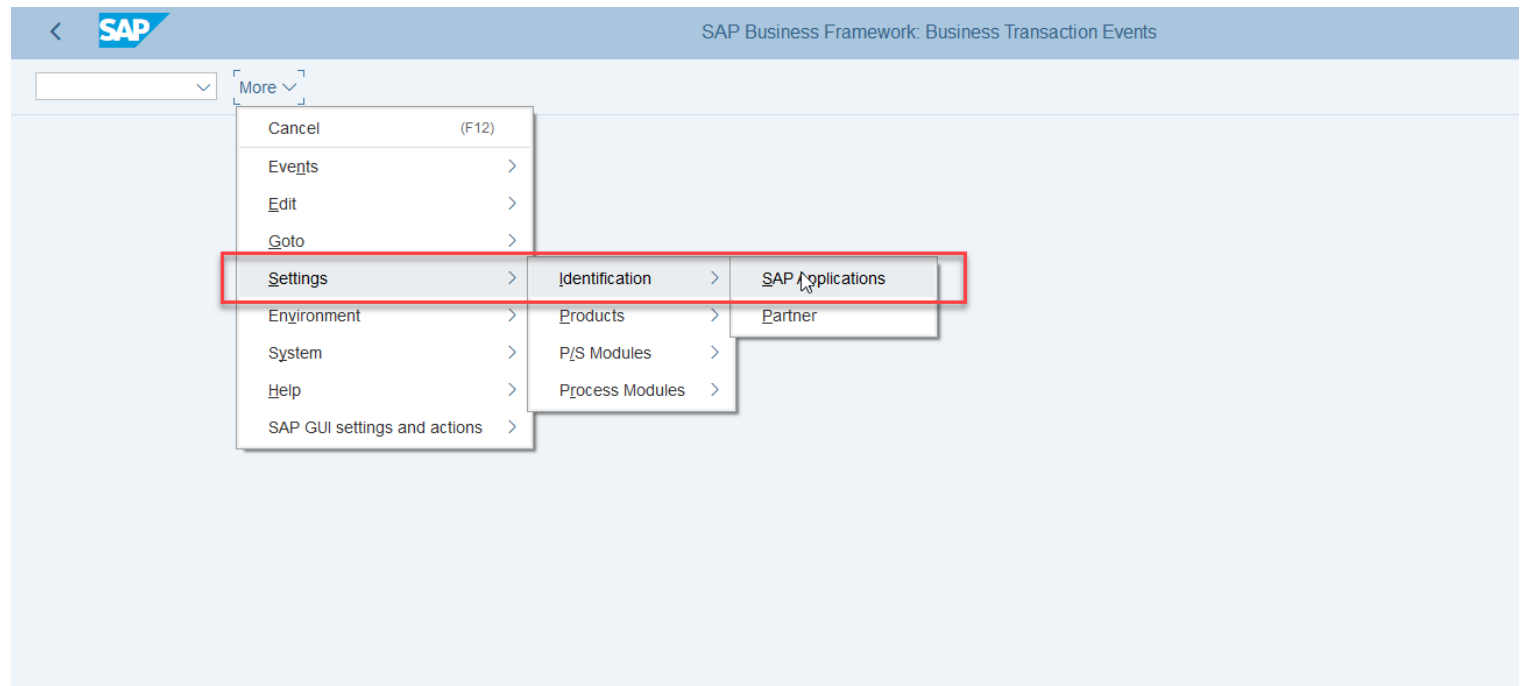 SAP
SAP Business Framework: Business Transaction Events
More
Cancel (F12)
Events
Edit
Goto
Settings
Identification
SAP Applications
Environment
Products
Partner
System
P/S Modules
Help
Process Modules
SAP GUI settings and actions